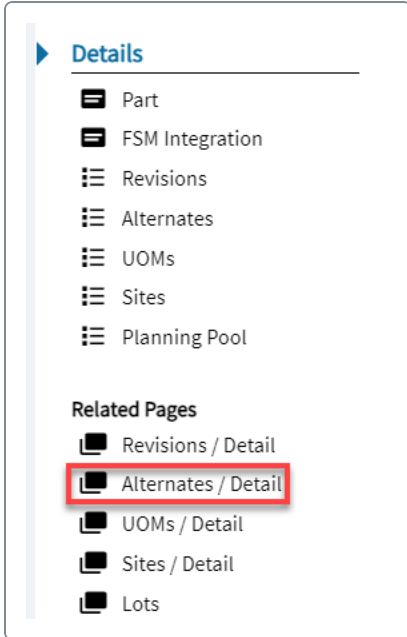 Details
Part
FSM Integration
Revisions
Alternates
UOMs
Sites
Planning Pool
Related Pages
Revisions / Detail
Alternates / Detail
UOMs / Detail
Sites / Detail
Lots